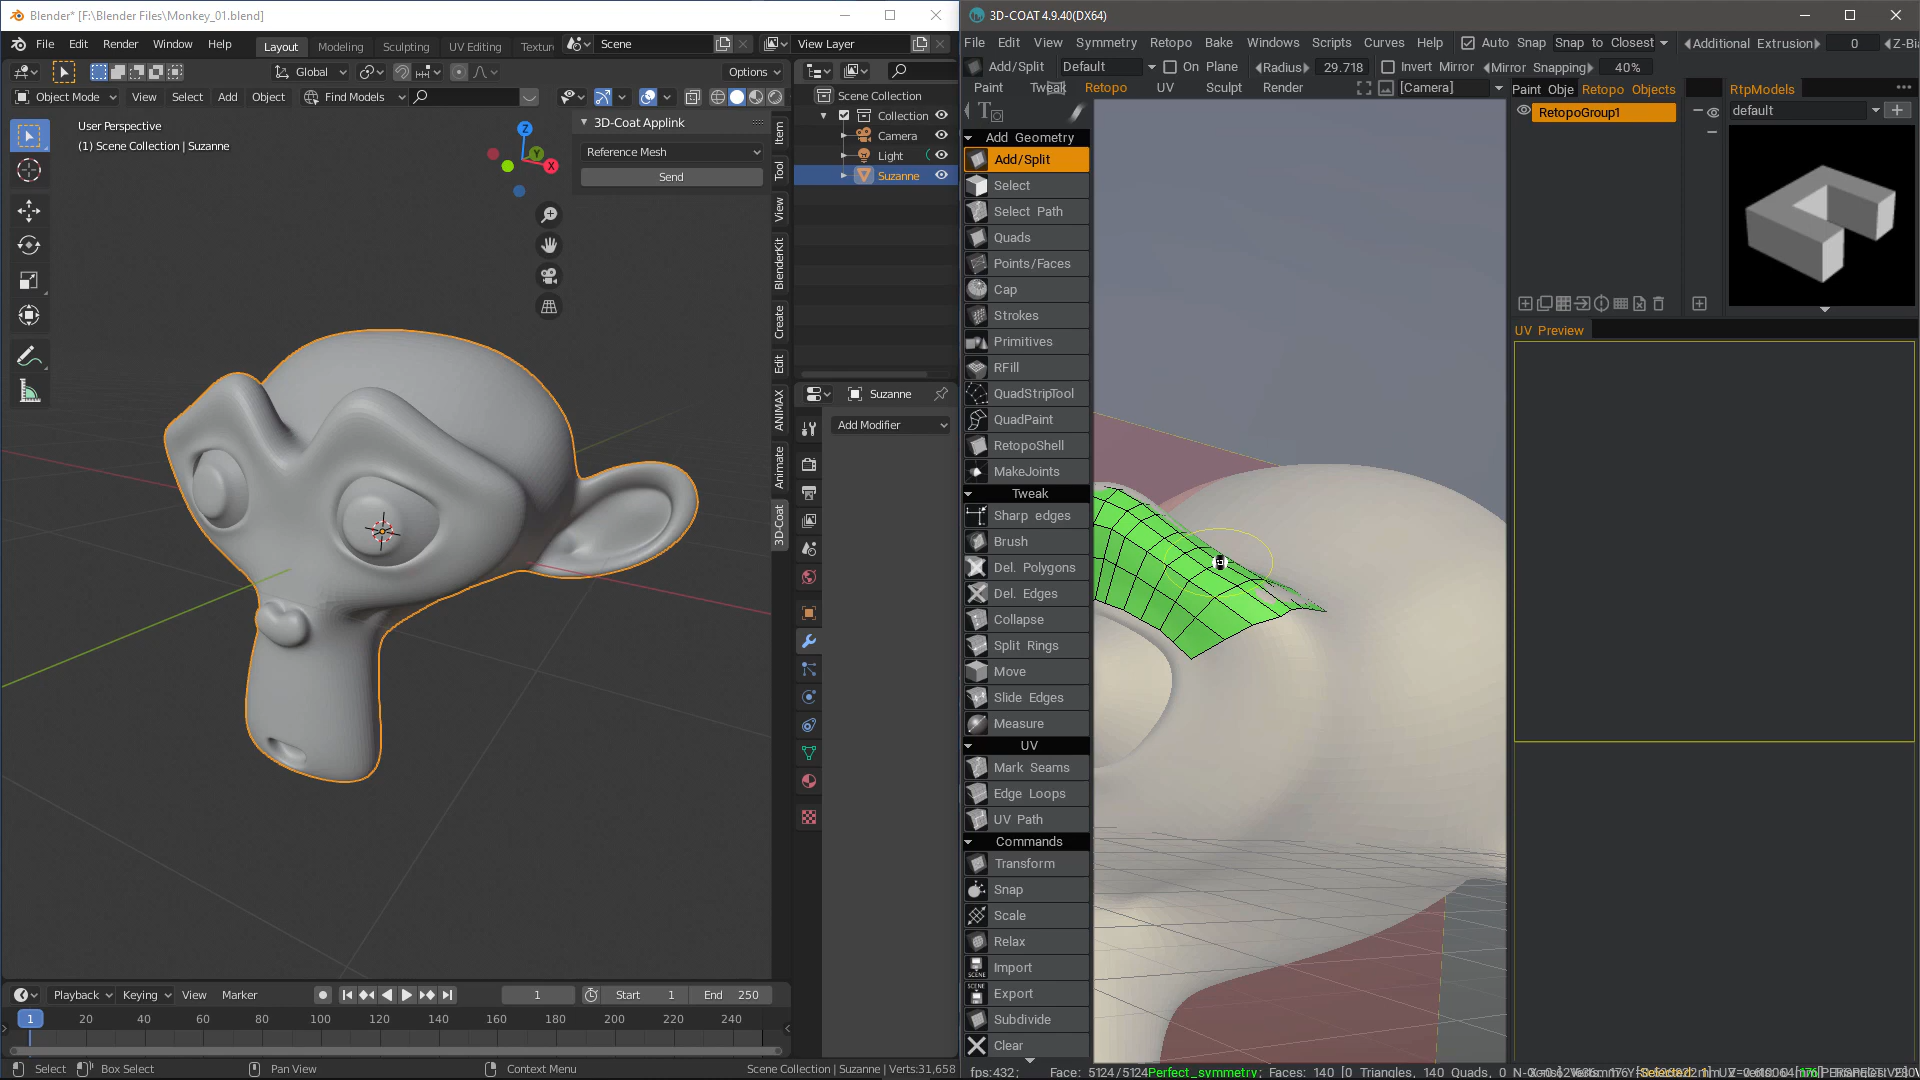 Blender* [F:\Blender Files\Monkey_01.blend]
File Edit Render Window Help Layout Modeling Sculpting UV Editing Texture Scene View Layer
Global Options
Object Mode View Select Add Object Find Models
User Perspective
(1) Scene Collection | Suzanne
3D-Coat Applink
Reference Mesh
Send
Z
Y
X
Item
Tool
View
BlenderKit
Create
Edit
ANIMAX
Animate
3D-Coat
Scene Collection
Collection
Camera
Light
Suzanne
Suzanne
Add Modifier
Playback Keying View Marker 1 Start 1 End 250
1 20 40 60 80 100 120 140 160 180 200 220 240
Select Box Select Pan View Context Menu Scene Collection | Suzanne | Verts:31,658
3D-COAT 4.9.40(DX64)
File Edit View Symmetry Retopo Bake Windows Scripts Curves Help Auto Snap Snap to Closest Additional Extrusion 0
Add/Split Default On Plane Radius 29.718 Invert Mirror Mirror Snapping 40%
Paint Tweak Retopo UV Sculpt Render [Camera]
Paint Obje Retopo Objects
RetopoGroup1
RtpModels
default
UV Preview
Add Geometry
Add/Split
Select
Select Path
Quads
Points/Faces
Cap
Strokes
Primitives
RFill
QuadStripTool
QuadPaint
RetopoShell
MakeJoints
Tweak
Sharp edges
Brush
Del. Polygons
Del. Edges
Collapse
Split Rings
Move
Slide Edges
Measure
UV
Mark Seams
Edge Loops
UV Path
Commands
Transform
Snap
Scale
Relax
Import
Export
Subdivide
Clear
fps:432; Face: 5124/5124 Perfect_symmetry; Faces: 140 [0 Triangles, 140 Quads, 0